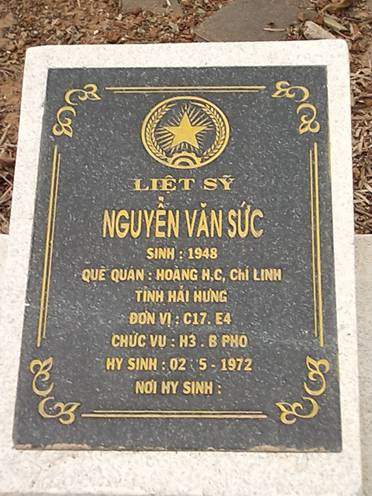 LIỆT SỸ
NGUYỄN VĂN SỨC
SINH : 1948
QUÊ QUÁN : HOÀNG H,C, Chí LINH
TỈNH HẢI HƯNG
ĐƠN VỊ : C17. E4
CHỨC VỤ : H3 . B PHO
HY SINH : 02 5 - 1972
NƠI HY SINH :